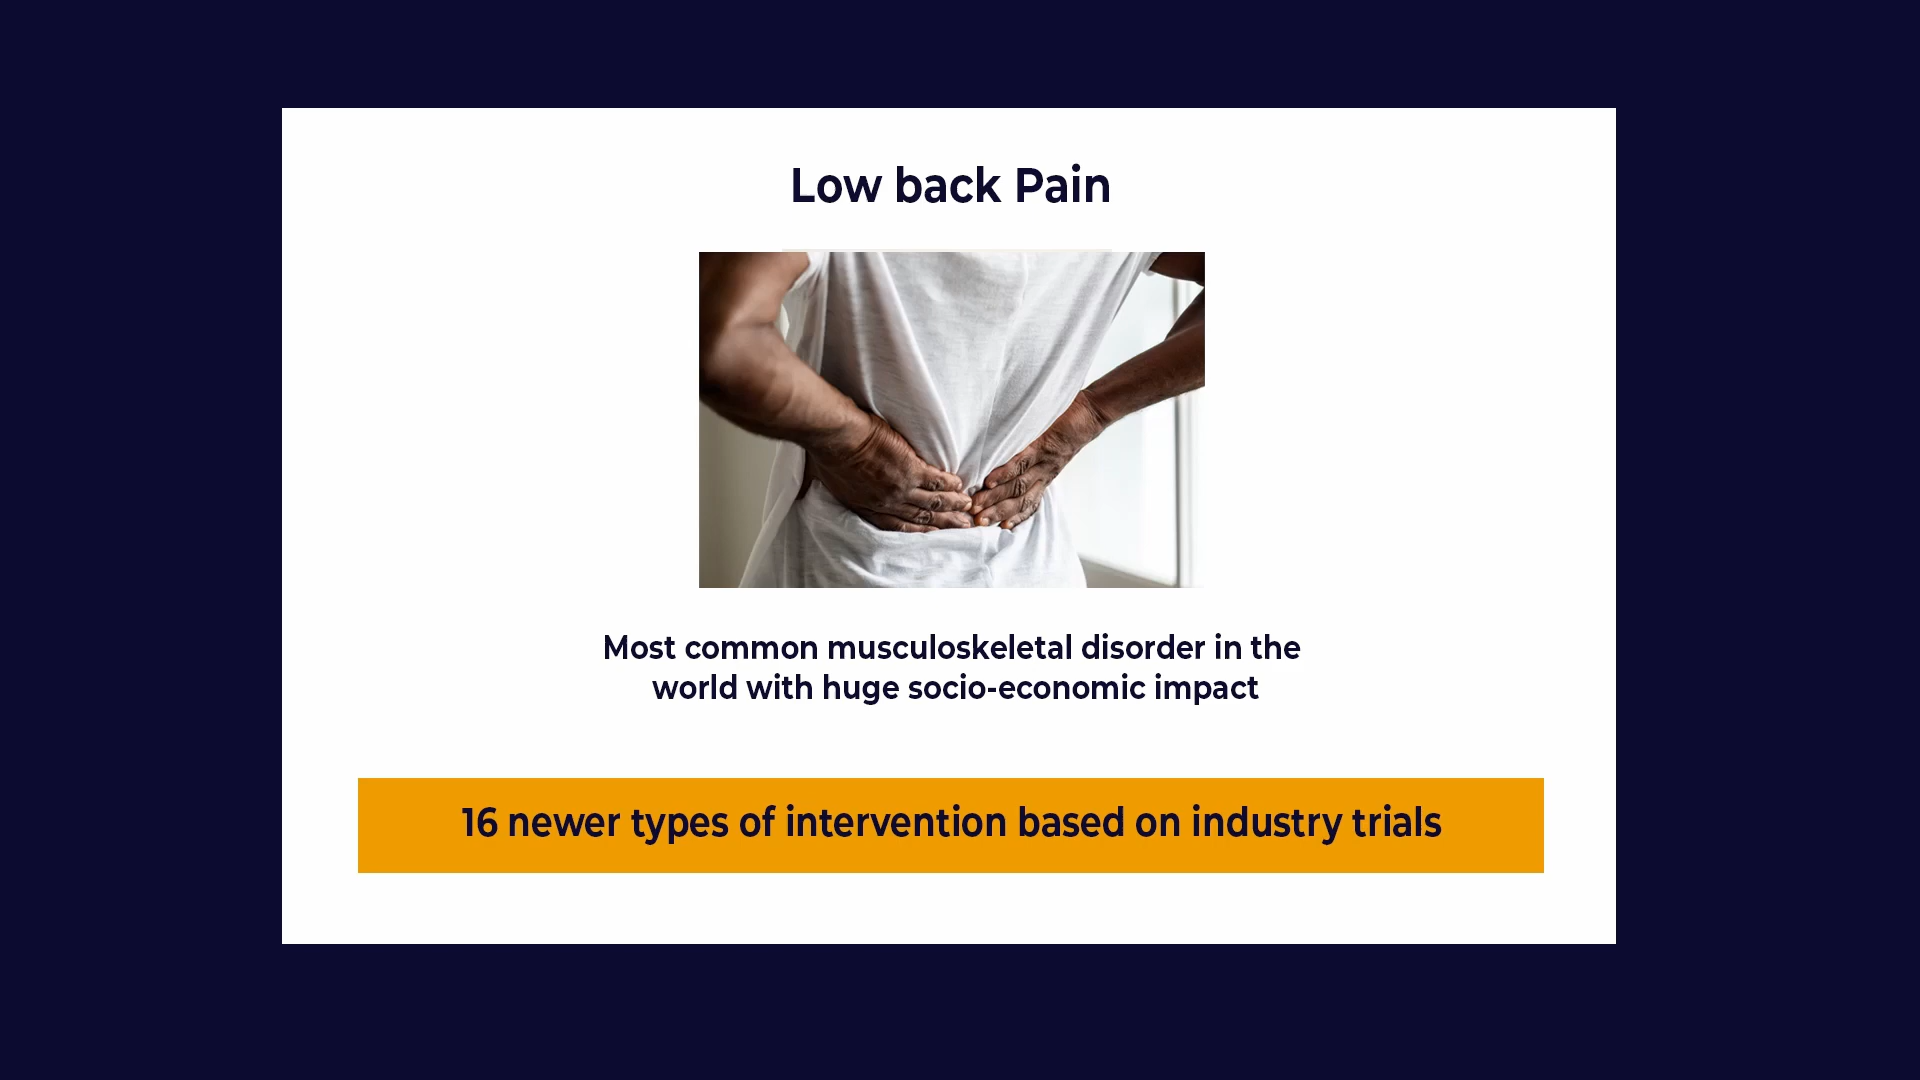 Low back Pain
Most common musculoskeletal disorder in the
world with huge socio-economic impact
16 newer types of intervention based on industry trials